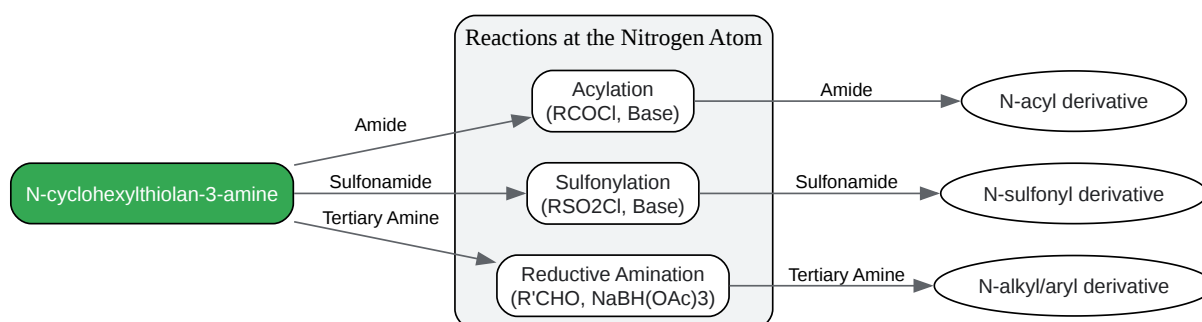 Reactions at the Nitrogen Atom
Acylation
(RCOCl, Base)
Amide
N-acyl derivative
Amide
N-cyclohexylthiolan-3-amine
Sulfonamide
Sulfonylation
(RSO2Cl, Base)
Sulfonamide
N-sulfonyl derivative
Tertiary Amine
Reductive Amination
(R'CHO, NaBH(OAc)3)
Tertiary Amine
N-alkyl/aryl derivative